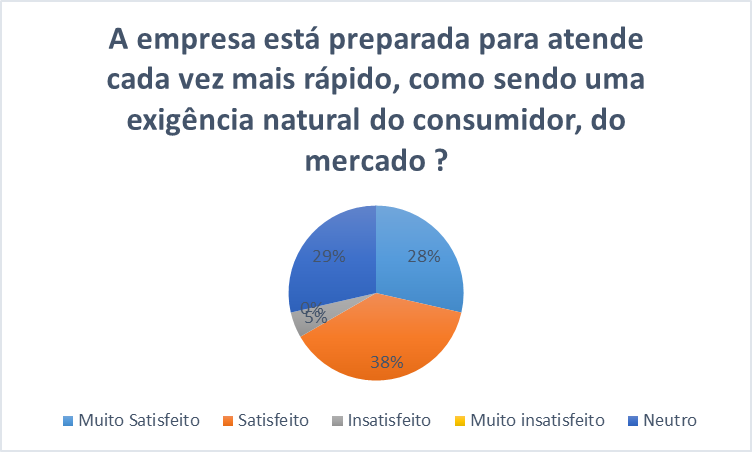 A empresa está preparada para atende
cada vez mais rápido, como sendo uma
exigência natural do consumidor, do
mercado ?
29%
28%
0%
5%
38%
Muito Satisfeito Satisfeito Insatisfeito Muito insatisfeito Neutro